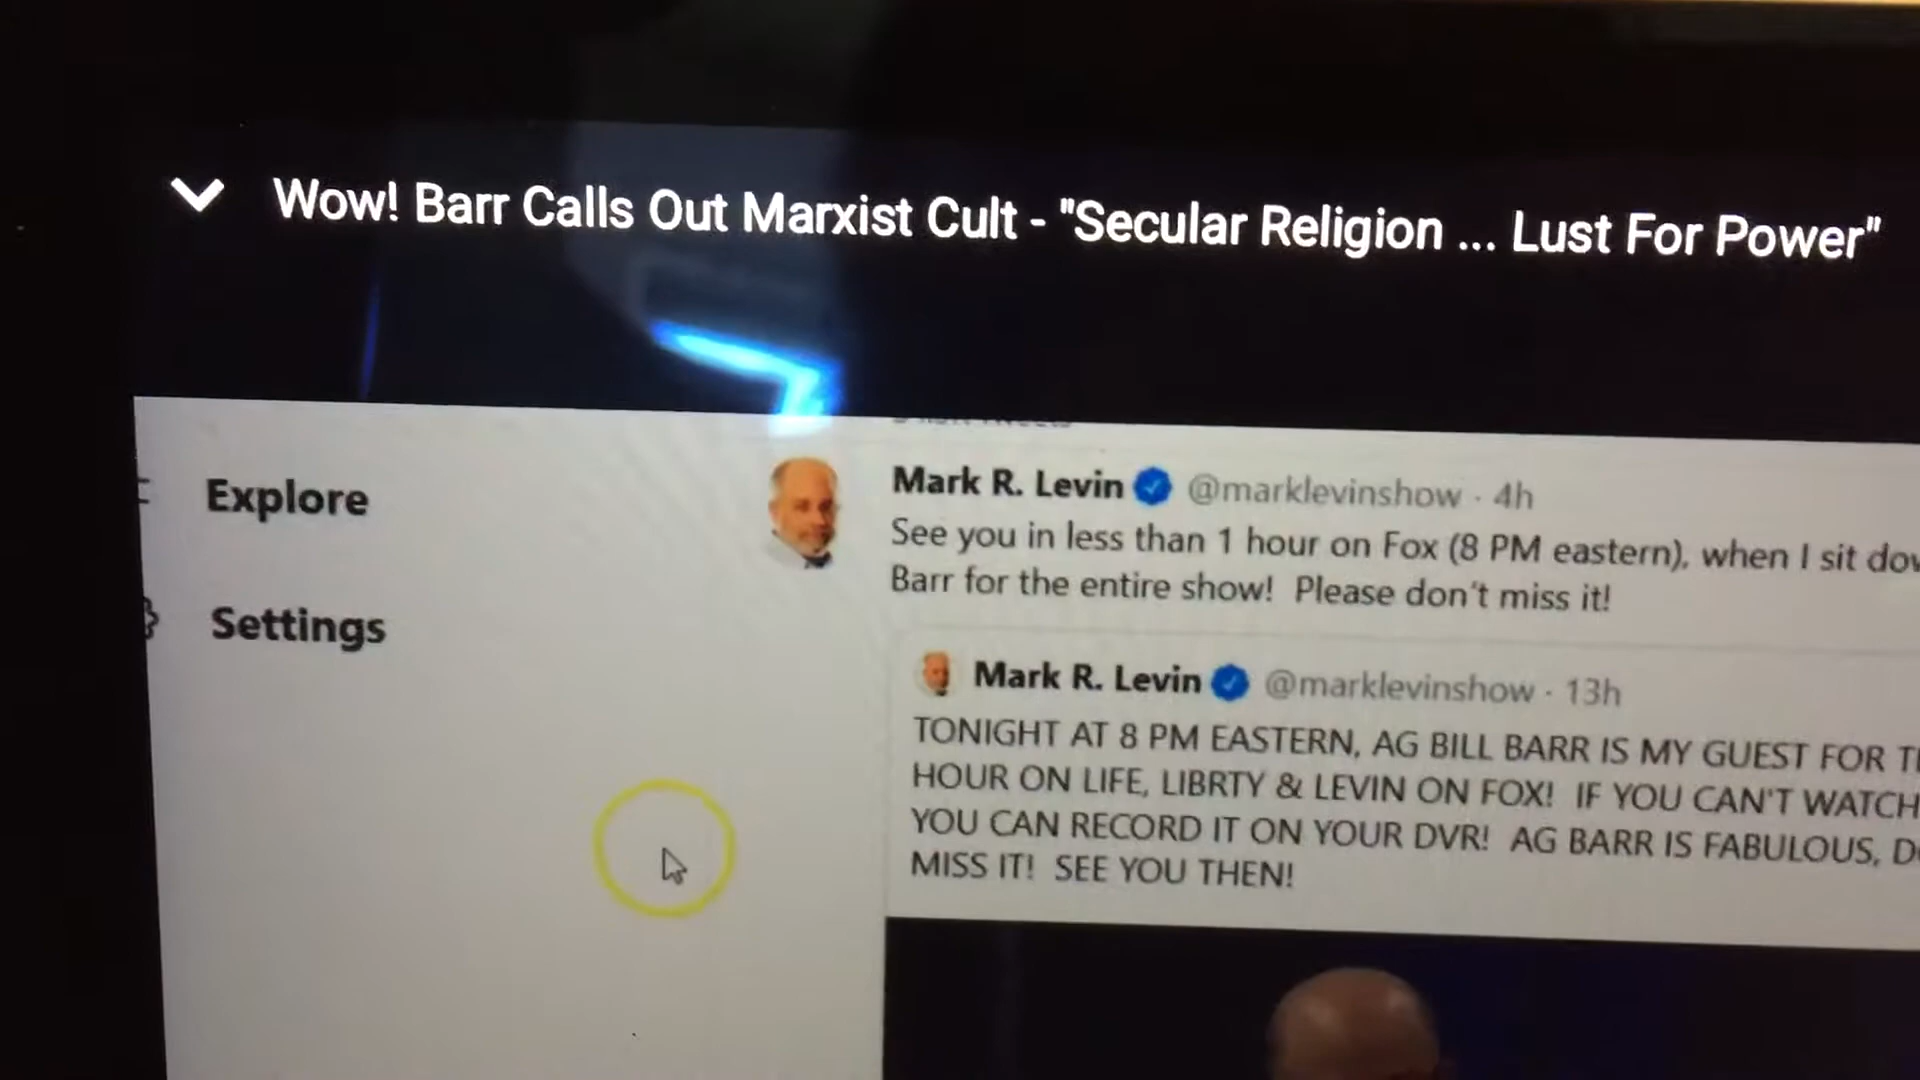 Wow! Barr Calls Out Marxist Cult - "Secular Religion ... Lust For Power"
Explore
Settings
Mark R. Levin @marklevinshow · 4h
See you in less than 1 hour on Fox (8 PM eastern), when I sit
Barr for the entire show! Please don't miss it!
Mark R. Levin @marklevinshow · 13h
TONIGHT AT 8 PM EASTERN, AG BILL BARR IS MY GUEST FOR
HOUR ON LIFE, LIBRTY & LEVIN ON FOX! IF YOU CAN'T WATCH
YOU CAN RECORD IT ON YOUR DVR! AG BARR IS FABULOUS,
MISS IT! SEE YOU THEN!